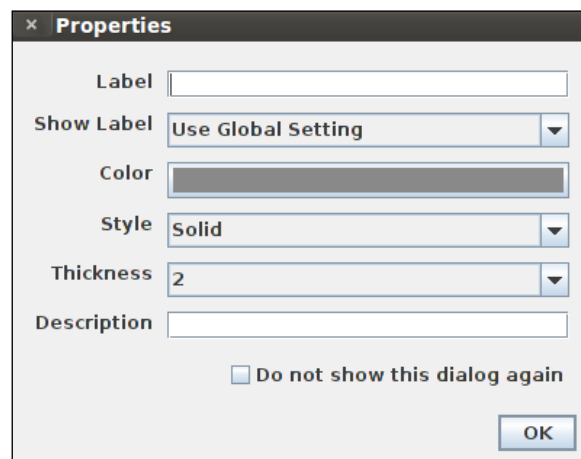 × Properties
Label
Show Label Use Global Setting
Color
Style Solid
Thickness 2
Description
Do not show this dialog again
OK